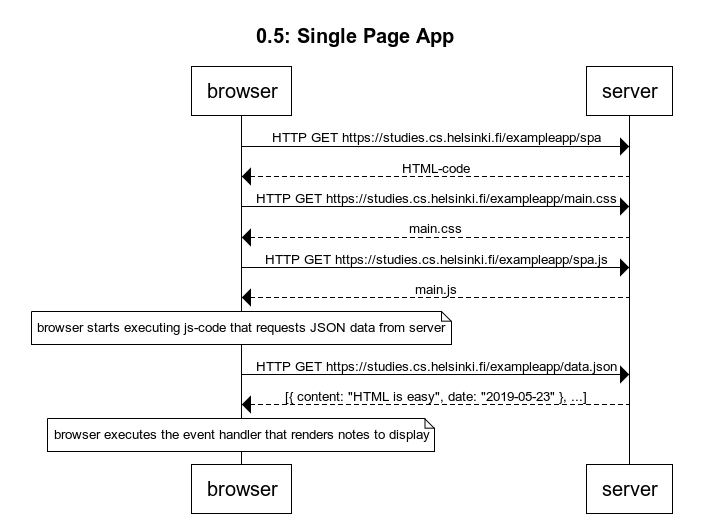 0.5: Single Page App
browser server
HTTP GET https://studies.cs.helsinki.fi/exampleapp/spa
HTML-code
HTTP GET https://studies.cs.helsinki.fi/exampleapp/main.css
main.css
HTTP GET https://studies.cs.helsinki.fi/exampleapp/spa.js
main.js
browser starts executing js-code that requests JSON data from server
HTTP GET https://studies.cs.helsinki.fi/exampleapp/data.json
[{ content: "HTML is easy", date: "2019-05-23" }, ...]
browser executes the event handler that renders notes to display
browser server